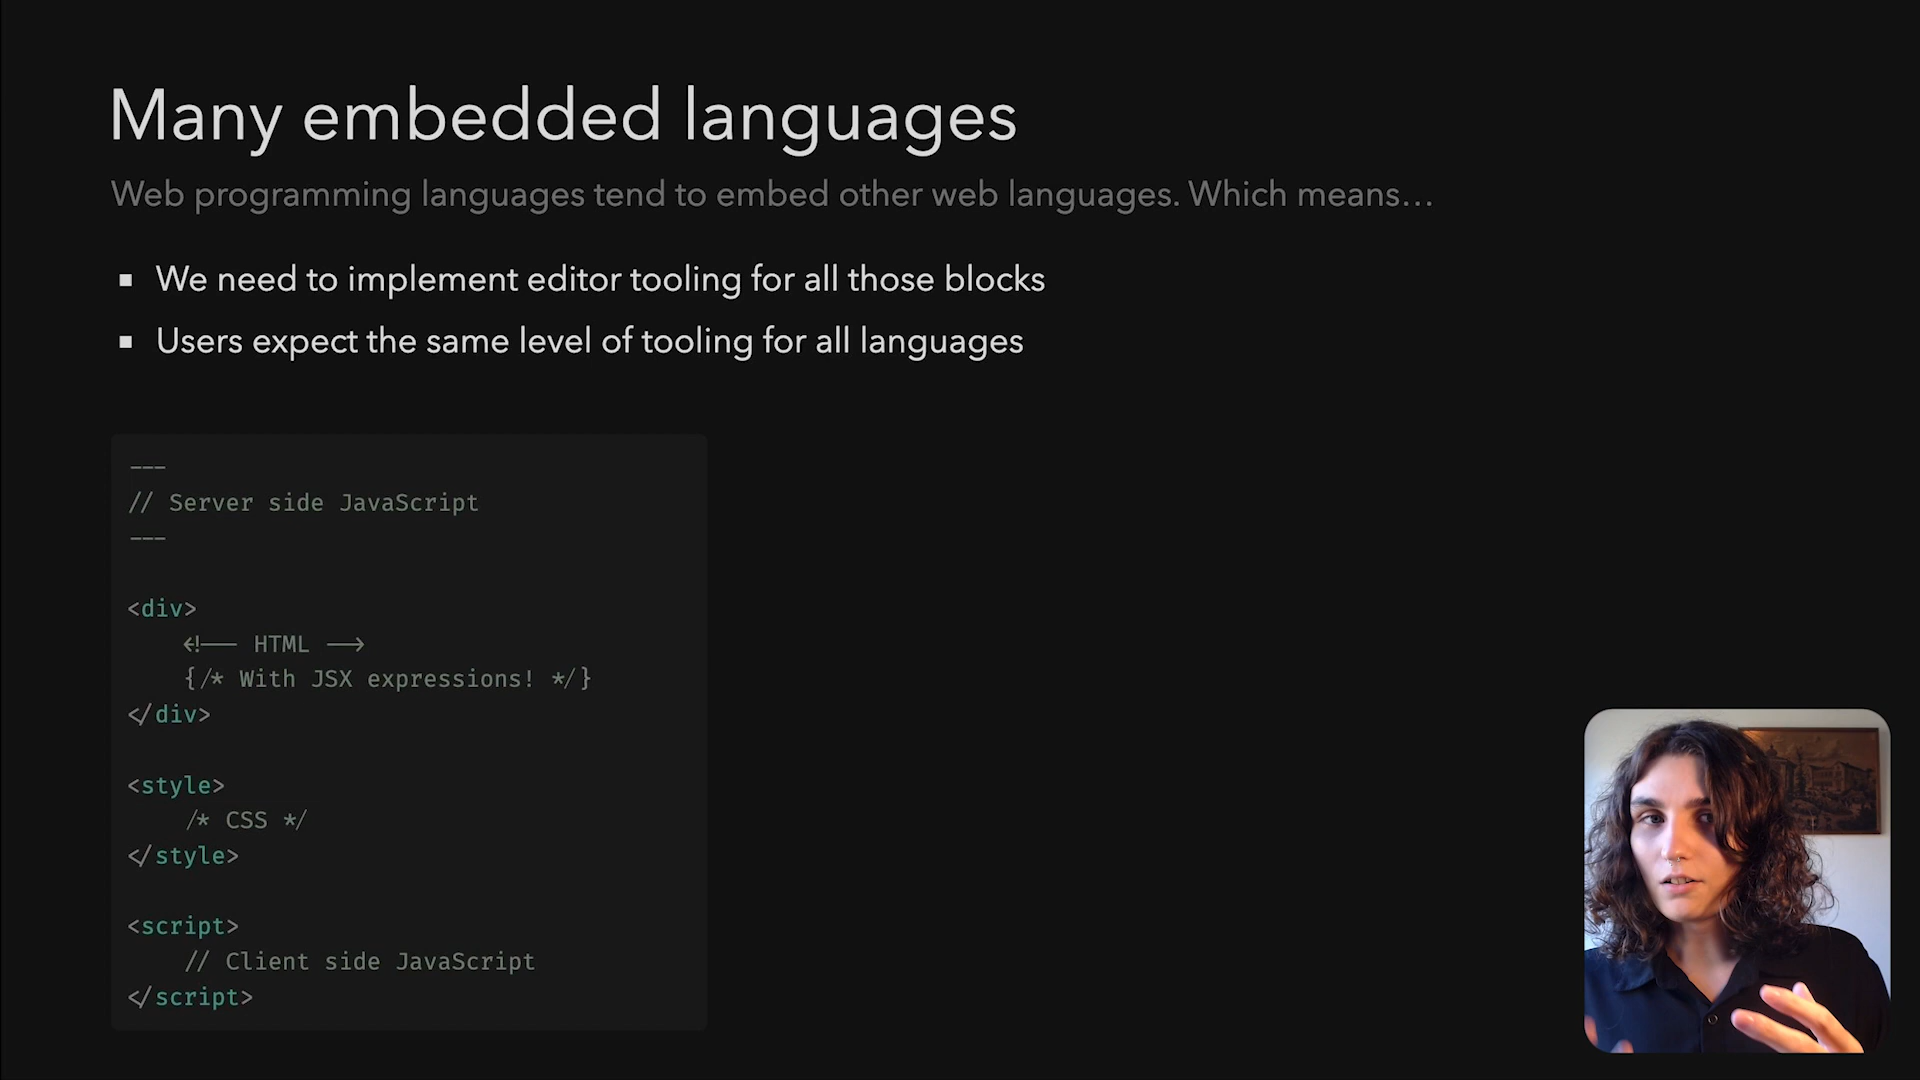 Many embedded languages
Web programming languages tend to embed other web languages. Which means…
▪ We need to implement editor tooling for all those blocks
▪ Users expect the same level of tooling for all languages
---
// Server side JavaScript
---
<div>
<!-- HTML -->
{/* With JSX expressions! */}
</div>
<style>
/* CSS */
</style>
<script>
// Client side JavaScript
</script>